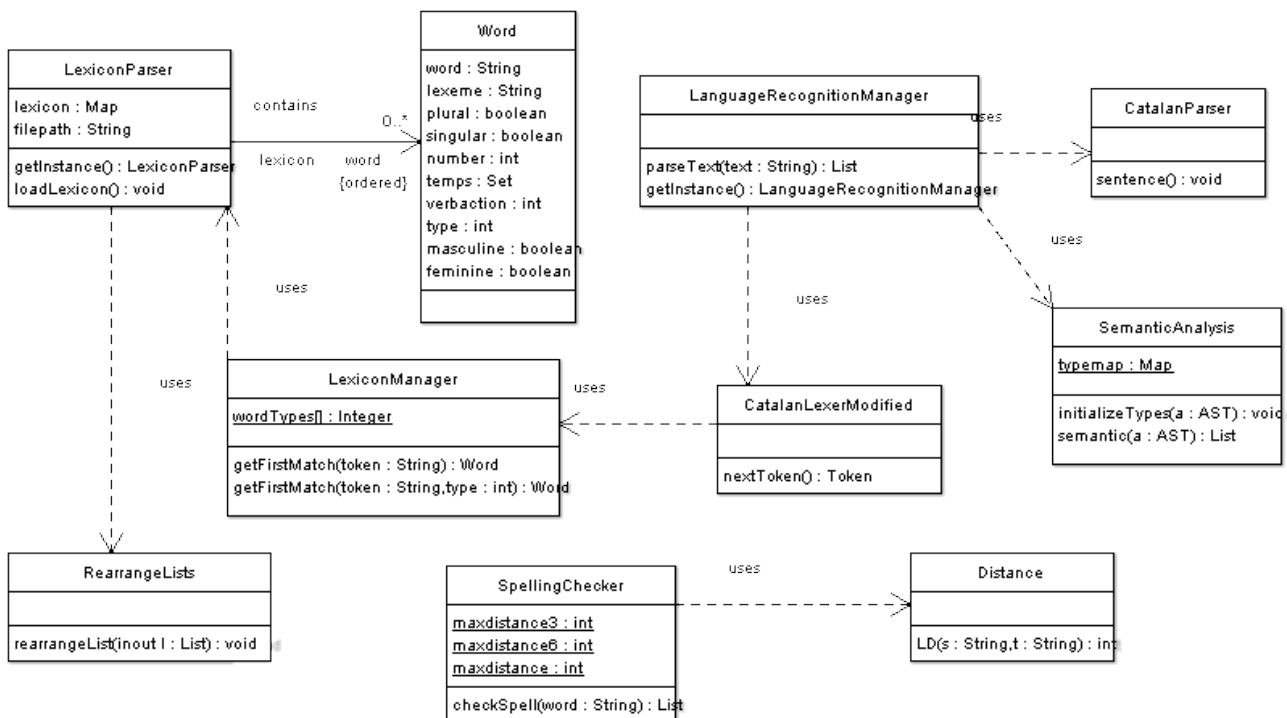 Word
word : String
lexeme : String
plural : boolean
singular : boolean
number : int
temps : Set
verbaction : int
type : int
masculine : boolean
feminine : boolean
LexiconParser
lexicon : Map
filepath : String
getInstance() : LexiconParser
loadLexicon() : void
contains
0..*
lexicon
word
{ordered}
LanguageRecognitionManager
parseText(text : String) : List
getInstance() : LanguageRecognitionManager
uses
CatalanParser
sentence() : void
uses
uses
uses
SemanticAnalysis
typemap : Map
initializeTypes(a : AST) : void
semantic(a : AST) : List
uses
LexiconManager
wordTypes[] : Integer
getFirstMatch(token : String) : Word
getFirstMatch(token : String,type : int) : Word
uses
CatalanLexerModified
nextToken() : Token
RearrangeLists
rearrangeList(inout l : List) : void
SpellingChecker
maxdistance3 : int
maxdistance6 : int
maxdistance : int
checkSpell(word : String) : List
uses
Distance
LD(s : String,t : String) : int